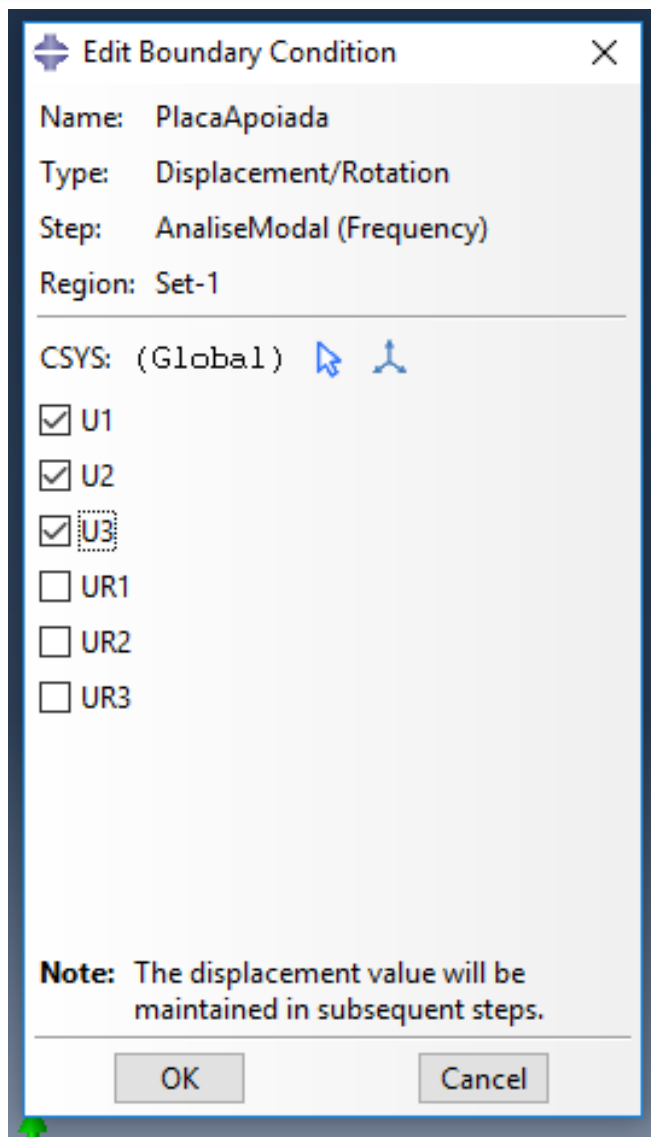 Edit Boundary Condition
Name: PlacaApoiada
Type: Displacement/Rotation
Step: AnaliseModal (Frequency)
Region: Set-1
CSYS: (Global)
U1
U2
U3
UR1
UR2
UR3
Note: The displacement value will be
maintained in subsequent steps.
OK Cancel